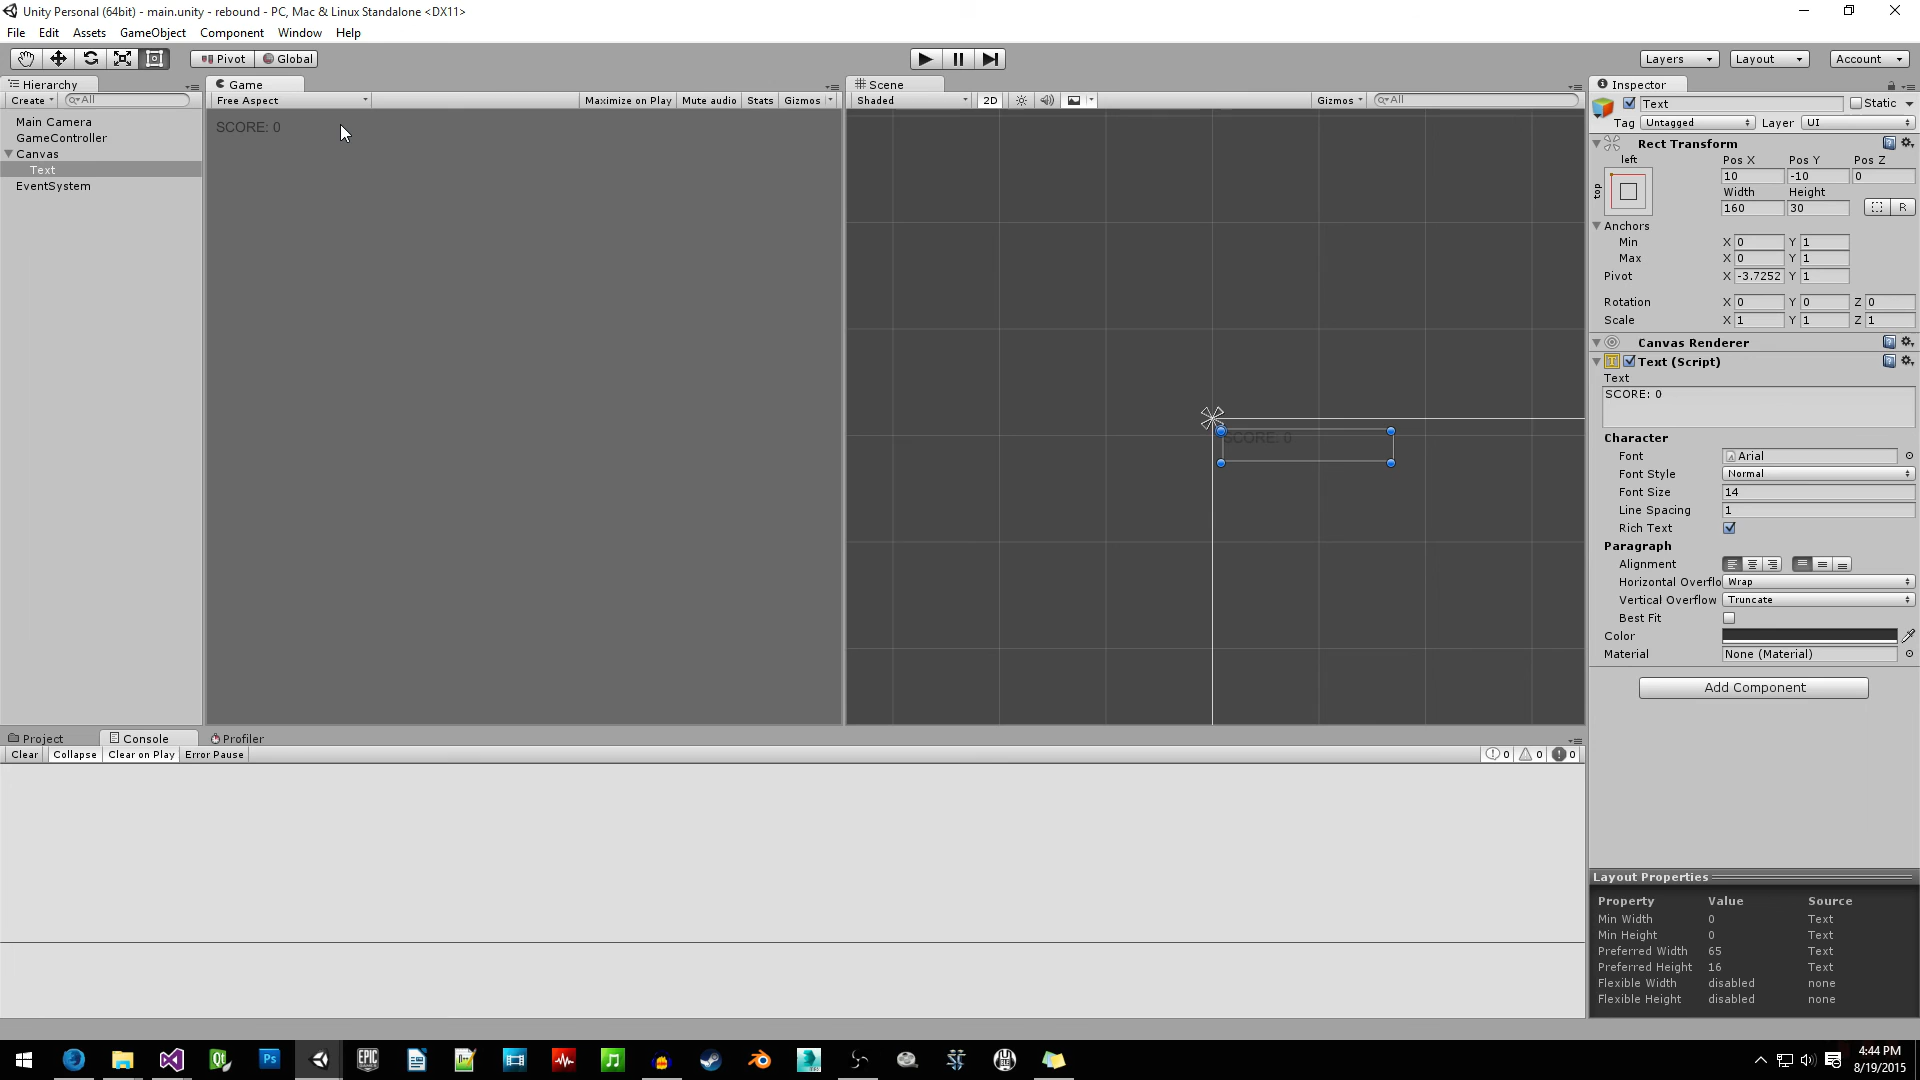 Unity Personal (64bit) - main.unity - rebound - PC, Mac & Linux Standalone <DX11>
File Edit Assets GameObject Component Window Help
Pivot Global Layers Layout Account
Hierarchy Game Scene Inspector
Create All Free Aspect Maximize on Play Mute audio Stats Gizmos Shaded 2D Gizmos All
Text Static
Tag Untagged Layer UI
Main Camera
GameController
Canvas
Text
EventSystem
SCORE: 0
SCORE: 0
Rect Transform
left Pos X Pos Y Pos Z
top 10 -10 0
Width Height
160 30 R
Anchors
Min X 0 Y 1
Max X 0 Y 1
Pivot X -3.7252 Y 1
Rotation X 0 Y 0 Z 0
Scale X 1 Y 1 Z 1
Canvas Renderer
Text (Script)
Text
SCORE: 0
Character
Font Arial
Font Style Normal
Font Size 14
Line Spacing 1
Rich Text
Paragraph
Alignment
Horizontal Overflo Wrap
Vertical Overflow Truncate
Best Fit
Color
Material None (Material)
Add Component
Project Console Profiler
Clear Collapse Clear on Play Error Pause 0 0 0
Layout Properties
Property Value Source
Min Width 0 Text
Min Height 0 Text
Preferred Width 65 Text
Preferred Height 16 Text
Flexible Width disabled none
Flexible Height disabled none
Qt Ps EPIC
4:44 PM
8/19/2015